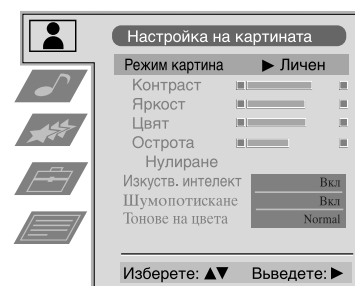 Настройка на картината
Режим картина ▶ Личен
Контраст
Яркост
Цвят
Острота
Нулиране
Изкуств. интелект Вкл
Шумопотискане Вкл
Тонове на цвета Normal
Изберете: ▲▼ Въведете: ▶